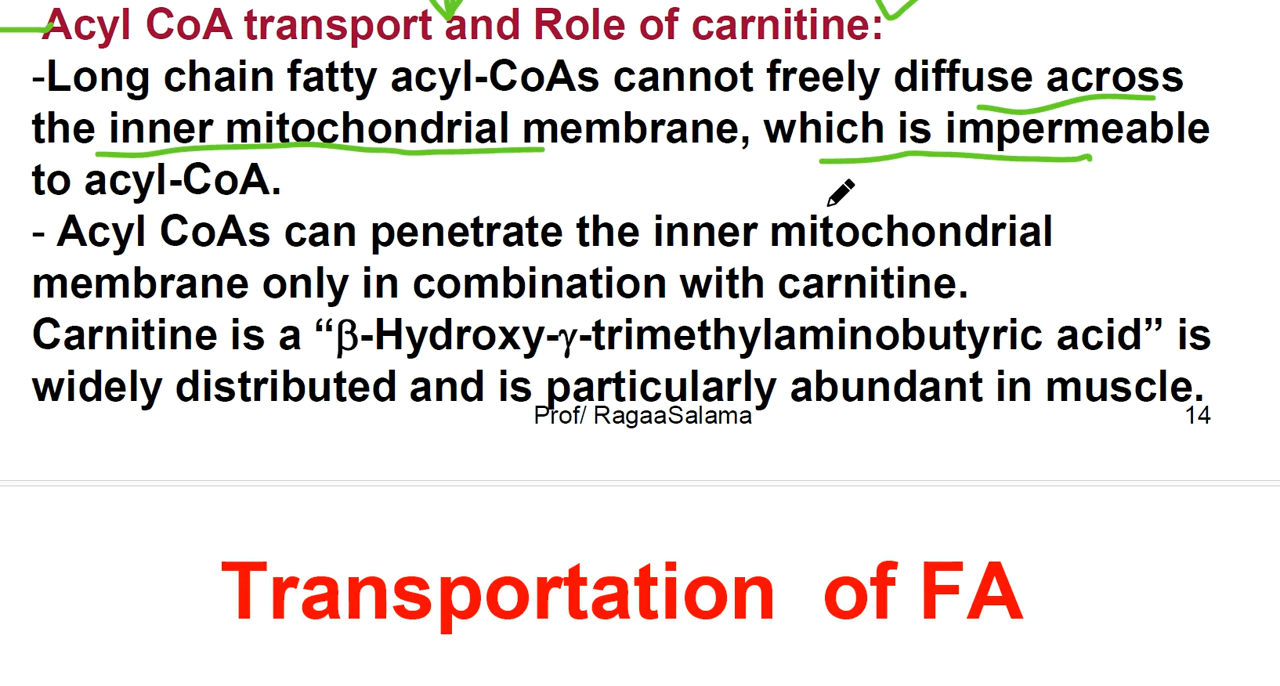 Acyl CoA transport and Role of carnitine:
-Long chain fatty acyl-CoAs cannot freely diffuse across
the inner mitochondrial membrane, which is impermeable
to acyl-CoA.
- Acyl CoAs can penetrate the inner mitochondrial
membrane only in combination with carnitine.
Carnitine is a “β-Hydroxy-γ-trimethylaminobutyric acid” is
widely distributed and is particularly abundant in muscle.
Prof/ RagaaSalama 14
Transportation of FA